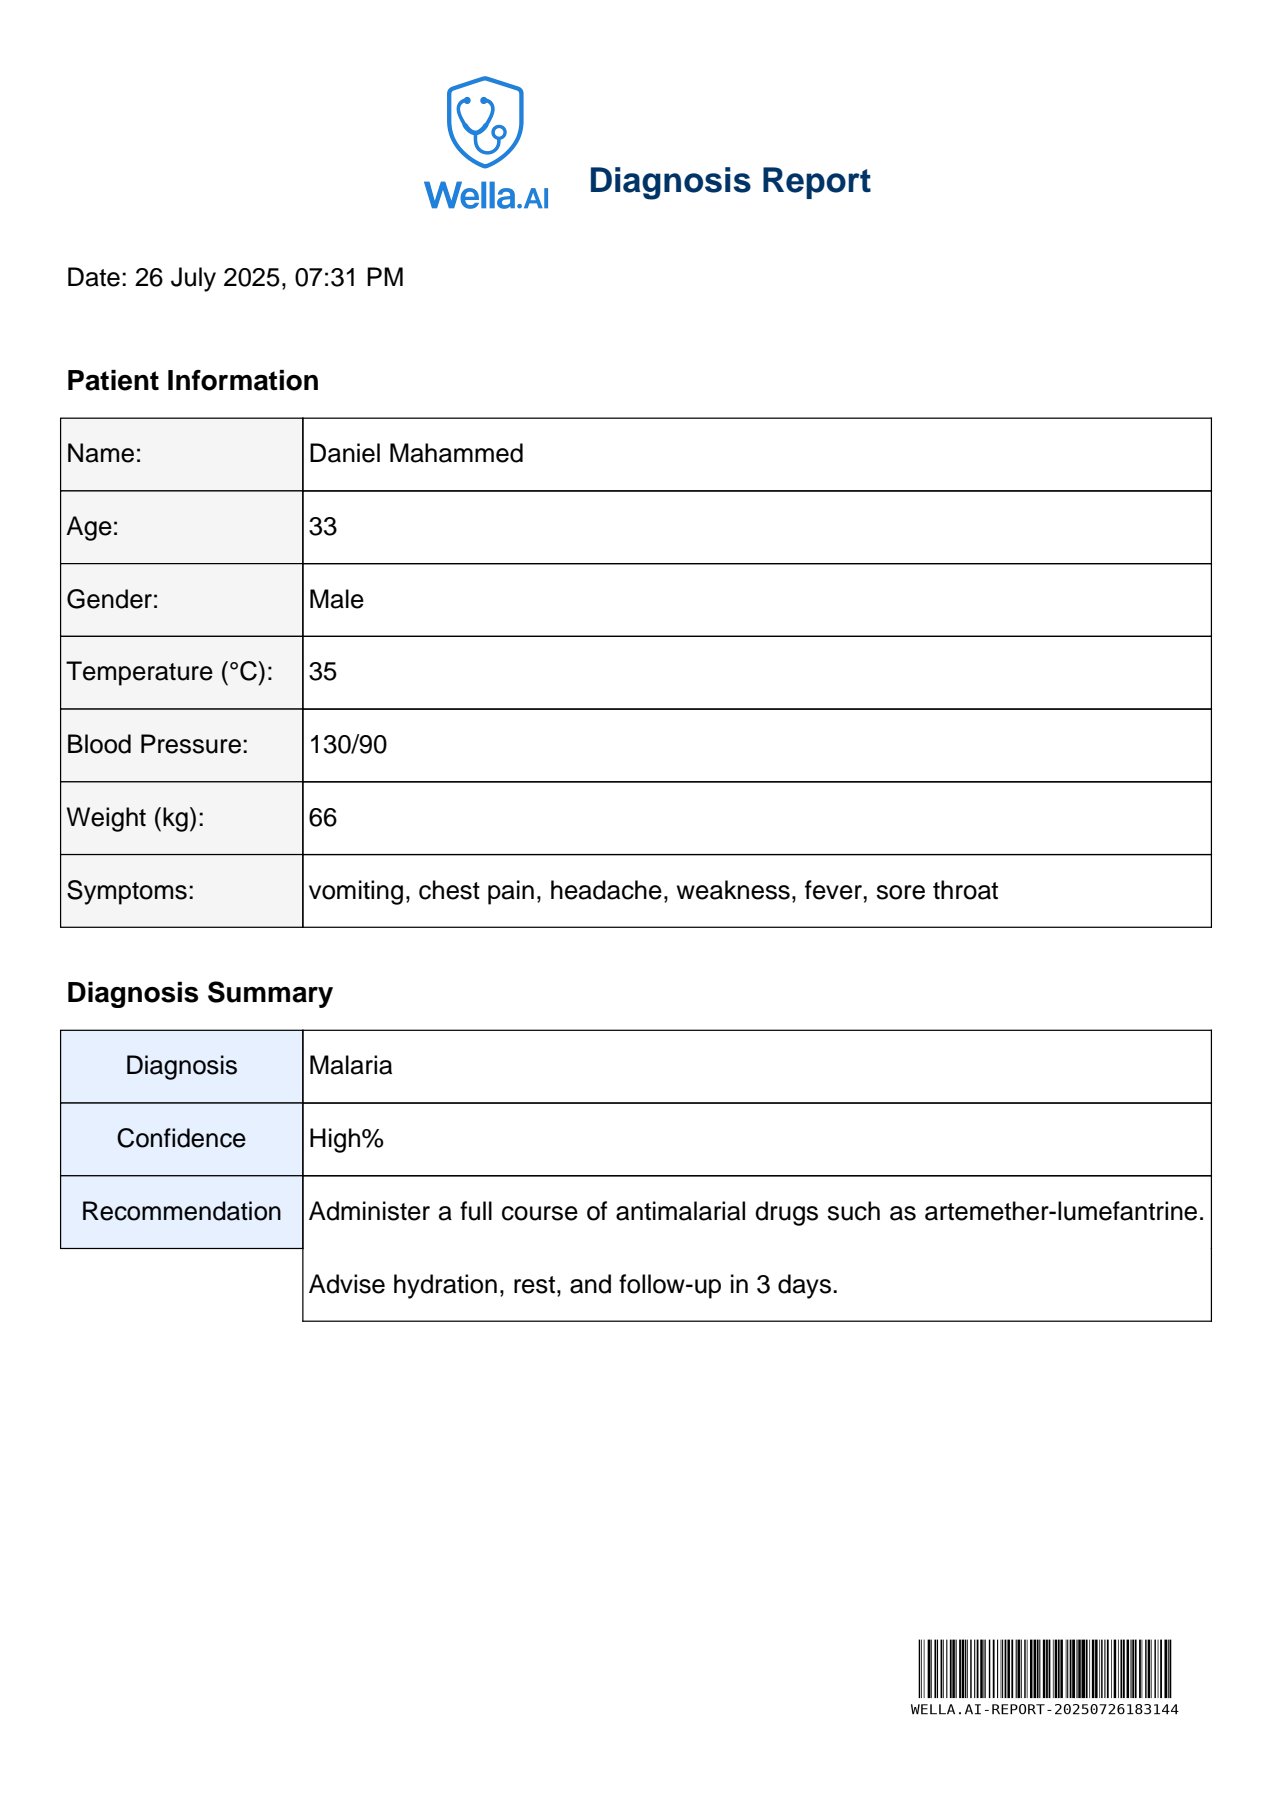 Wella.AI
Diagnosis Report
Date: 26 July 2025, 07:31 PM
Patient Information
Name: Daniel Mahammed
Age: 33
Gender: Male
Temperature (°C): 35
Blood Pressure: 130/90
Weight (kg): 66
Symptoms: vomiting, chest pain, headache, weakness, fever, sore throat
Diagnosis Summary
Diagnosis Malaria
Confidence High%
Recommendation Administer a full course of antimalarial drugs such as artemether-lumefantrine.
Advise hydration, rest, and follow-up in 3 days.
WELLA.AI-REPORT-20250726183144